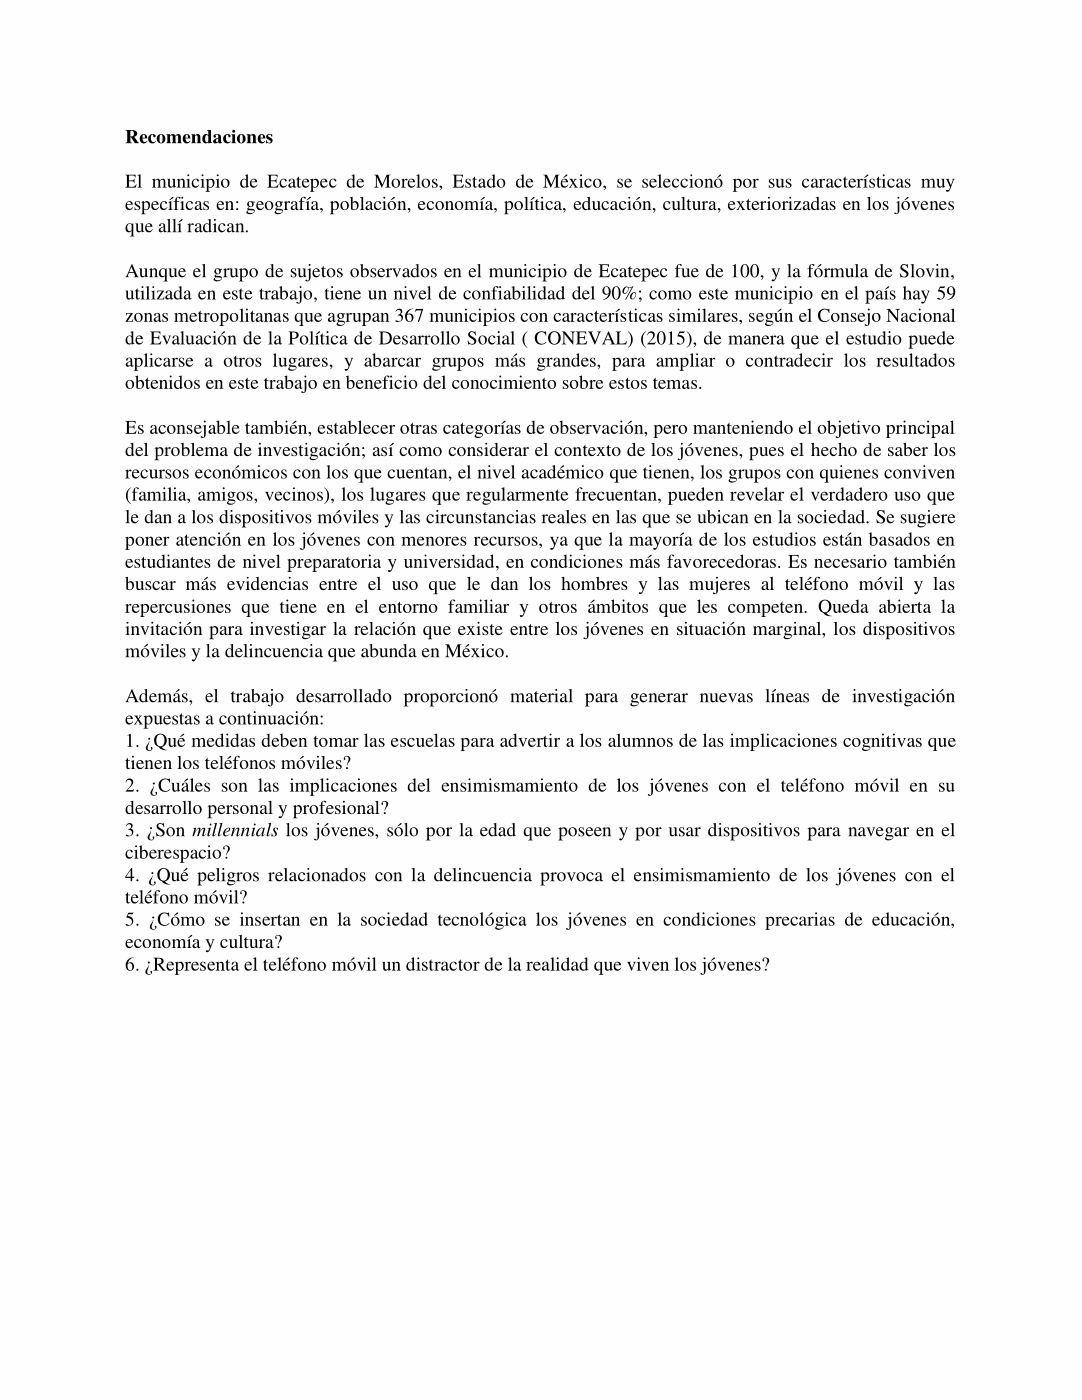 Recomendaciones
El municipio de Ecatepec de Morelos, Estado de México, se seleccionó por sus características muy
específicas en: geografía, población, economía, política, educación, cultura, exteriorizadas en los jóvenes
que allí radican.
Aunque el grupo de sujetos observados en el municipio de Ecatepec fue de 100, y la fórmula de Slovin,
utilizada en este trabajo, tiene un nivel de confiabilidad del 90%; como este municipio en el país hay 59
zonas metropolitanas que agrupan 367 municipios con características similares, según el Consejo Nacional
de Evaluación de la Política de Desarrollo Social ( CONEVAL) (2015), de manera que el estudio puede
aplicarse a otros lugares, y abarcar grupos más grandes, para ampliar o contradecir los resultados
obtenidos en este trabajo en beneficio del conocimiento sobre estos temas.
Es aconsejable también, establecer otras categorías de observación, pero manteniendo el objetivo principal
del problema de investigación; así como considerar el contexto de los jóvenes, pues el hecho de saber los
recursos económicos con los que cuentan, el nivel académico que tienen, los grupos con quienes conviven
(familia, amigos, vecinos), los lugares que regularmente frecuentan, pueden revelar el verdadero uso que
le dan a los dispositivos móviles y las circunstancias reales en las que se ubican en la sociedad. Se sugiere
poner atención en los jóvenes con menores recursos, ya que la mayoría de los estudios están basados en
estudiantes de nivel preparatoria y universidad, en condiciones más favorecedoras. Es necesario también
buscar más evidencias entre el uso que le dan los hombres y las mujeres al teléfono móvil y las
repercusiones que tiene en el entorno familiar y otros ámbitos que les competen. Queda abierta la
invitación para investigar la relación que existe entre los jóvenes en situación marginal, los dispositivos
móviles y la delincuencia que abunda en México.
Además, el trabajo desarrollado proporcionó material para generar nuevas líneas de investigación
expuestas a continuación:
1. ¿Qué medidas deben tomar las escuelas para advertir a los alumnos de las implicaciones cognitivas que
tienen los teléfonos móviles?
2. ¿Cuáles son las implicaciones del ensimismamiento de los jóvenes con el teléfono móvil en su
desarrollo personal y profesional?
3. ¿Son millennials los jóvenes, sólo por la edad que poseen y por usar dispositivos para navegar en el
ciberespacio?
4. ¿Qué peligros relacionados con la delincuencia provoca el ensimismamiento de los jóvenes con el
teléfono móvil?
5. ¿Cómo se insertan en la sociedad tecnológica los jóvenes en condiciones precarias de educación,
economía y cultura?
6. ¿Representa el teléfono móvil un distractor de la realidad que viven los jóvenes?